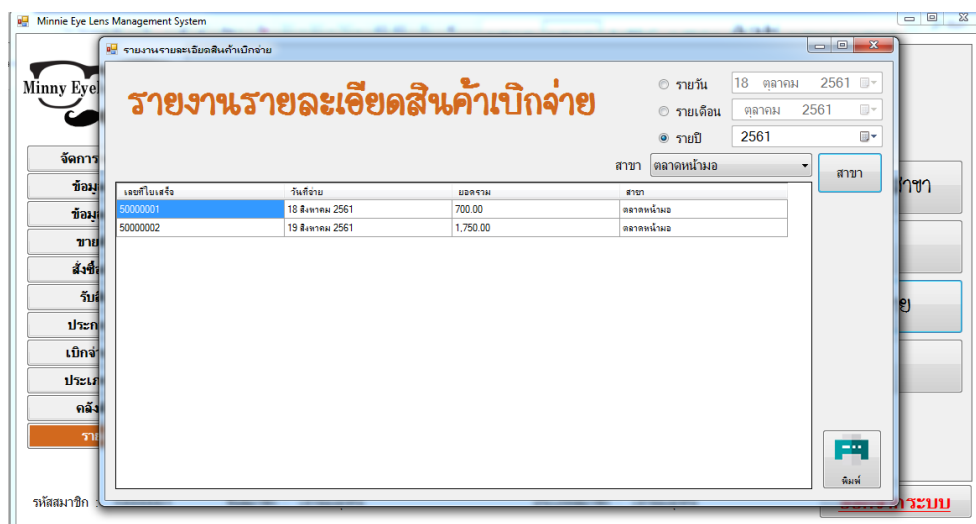 Minnie Eye Lens Management System
รายงานรายละเอียดสินค้าเบิกจ่าย
Minny Eye
รายงานรายละเอียดสินค้าเบิกจ่าย
รายวัน 18 ตุลาคม 2561
รายเดือน ตุลาคม 2561
รายปี 2561
สาขา ตลาดหน้ามอ สาขา
เลขที่ใบเสร็จ วันที่จ่าย ยอดรวม สาขา
50000001 18 สิงหาคม 2561 700.00 ตลาดหน้ามอ
50000002 19 สิงหาคม 2561 1,750.00 ตลาดหน้ามอ
จัดการ
ข้อมู
ข้อมู
ขาย
สั่งซื้
รับสิ
ประก
เบิกจ่า
ประเภ
คลัง
ราย
พิมพ์
รหัสสมาชิก :